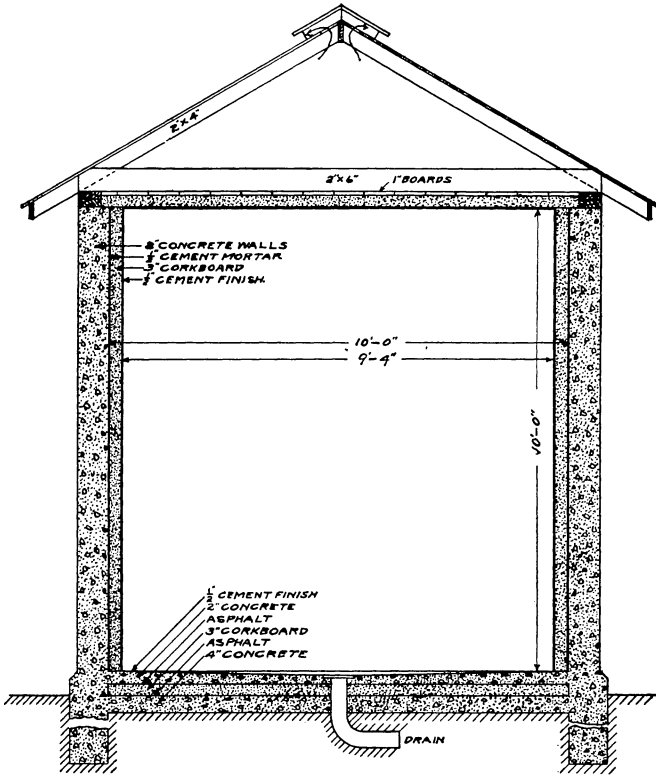 2"X4"
2"X6" 1" BOARDS
8" CONCRETE WALLS
½" CEMENT MORTAR
3" CORKBOARD
½" CEMENT FINISH.
10'-0"
9'-4"
10'-0"
½" CEMENT FINISH
2" CONCRETE
ASPHALT
3" CORKBOARD
ASPHALT
4" CONCRETE
DRAIN